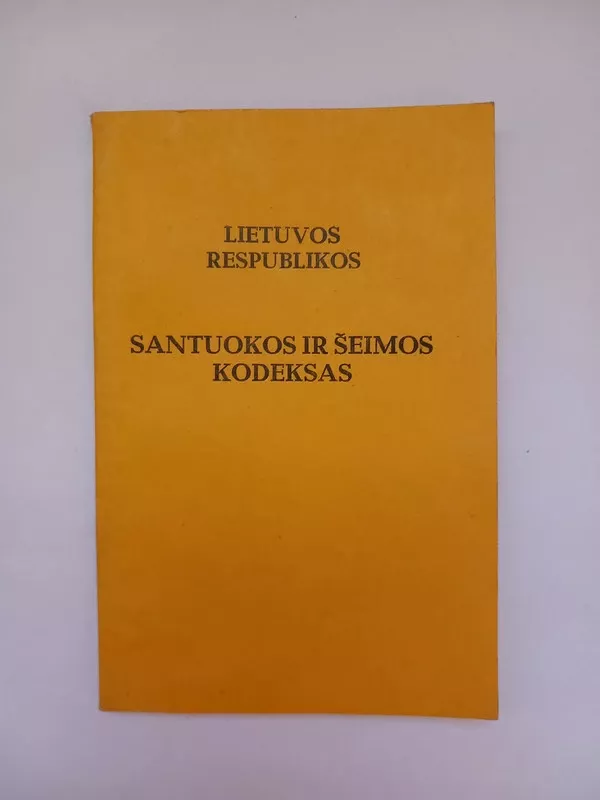 LIETUVOS
RESPUBLIKOS
SANTUOKOS IR ŠEIMOS
KODEKSAS